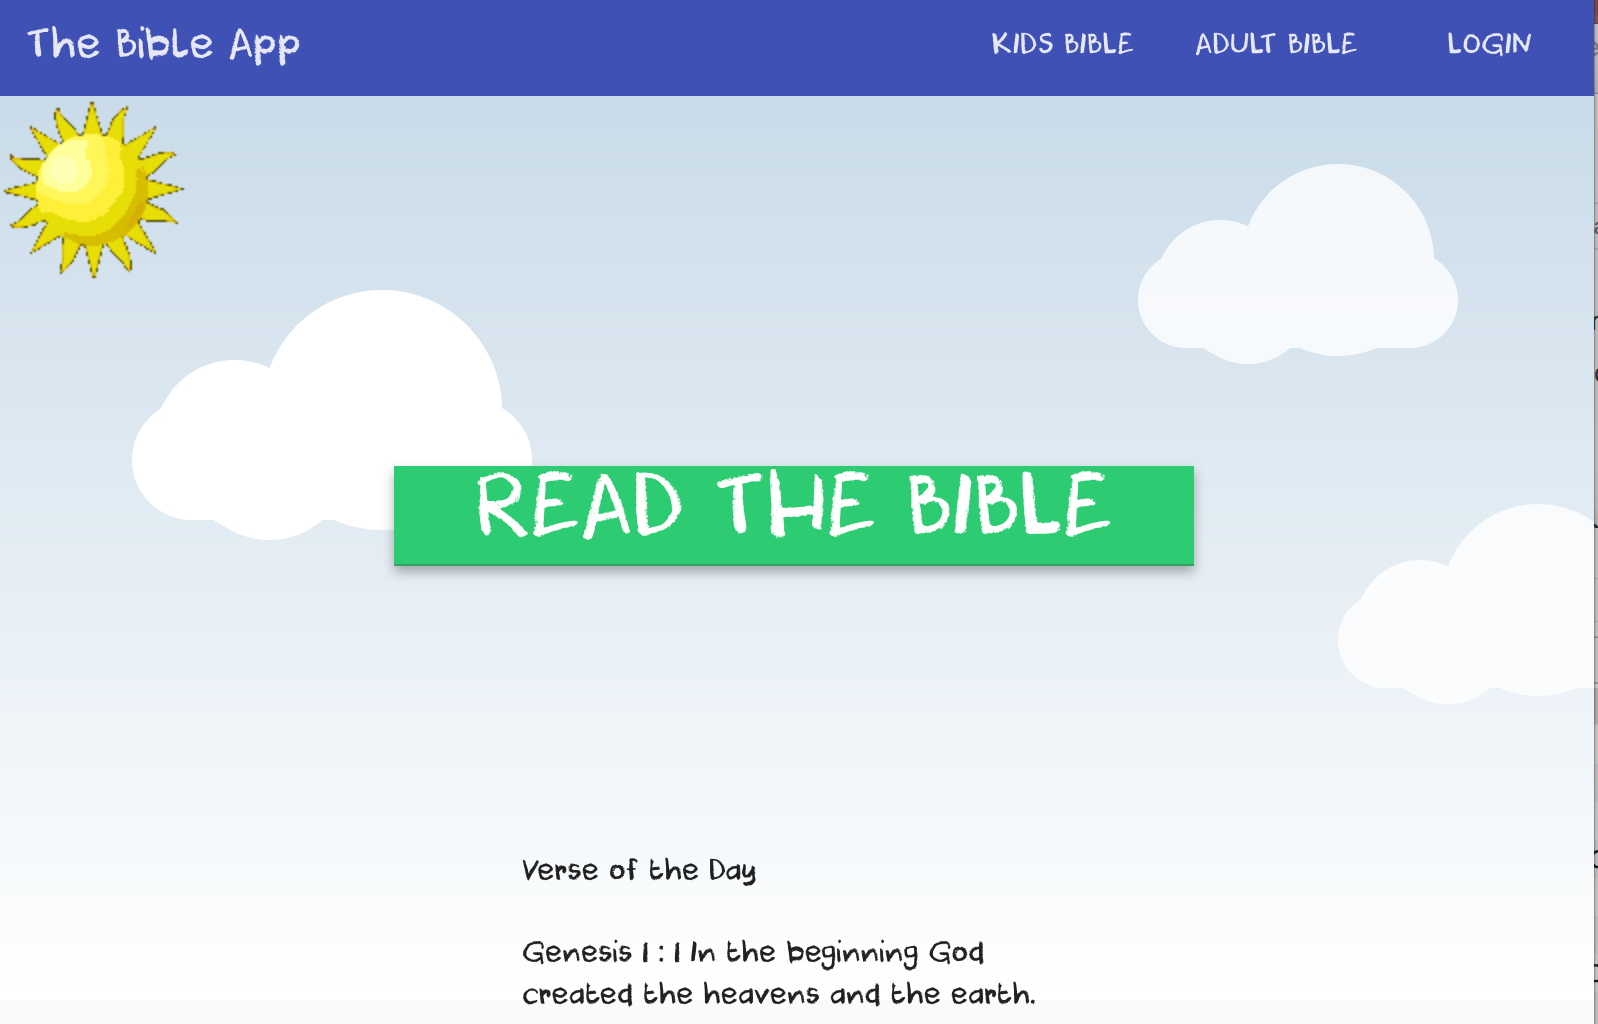 The Bible App
KIDS BIBLE
ADULT BIBLE
LOGIN
READ THE BIBLE
Verse of the Day
Genesis 1 : 1 In the beginning God
created the heavens and the earth.